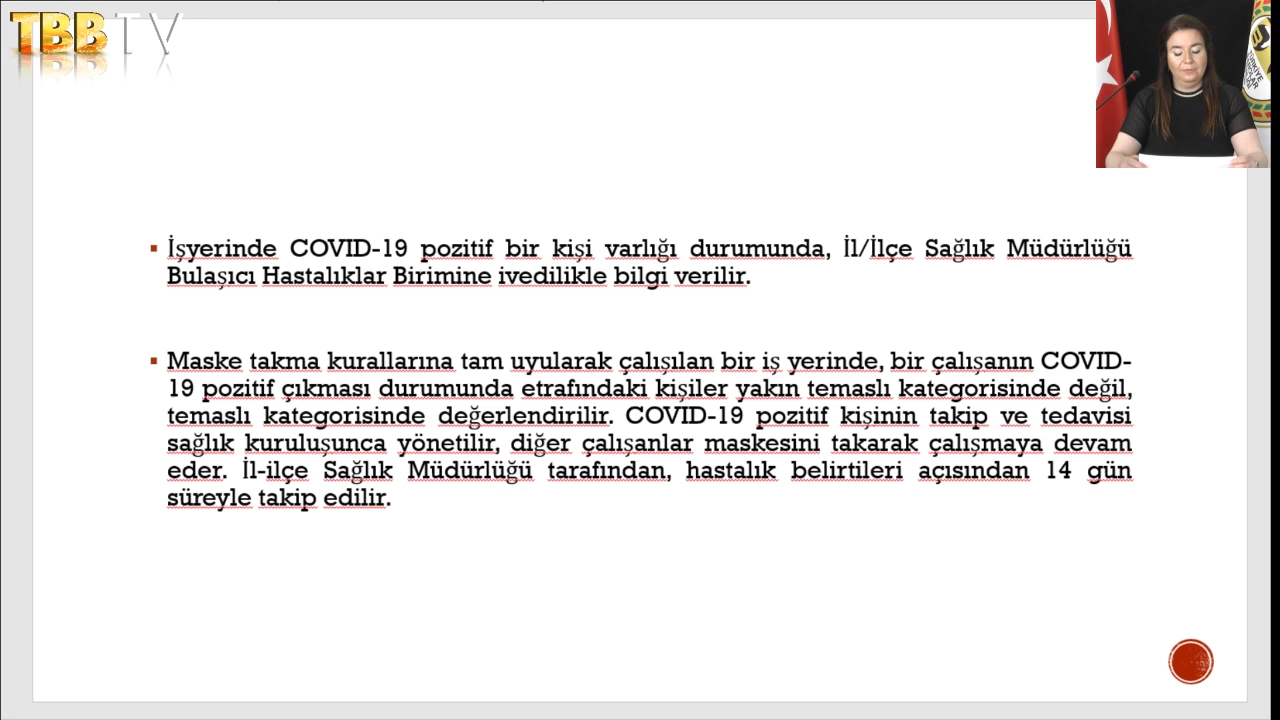 TBB TV
İşyerinde COVID-19 pozitif bir kişi varlığı durumunda, İl/İlçe Sağlık Müdürlüğü
Bulaşıcı Hastalıklar Birimine ivedilikle bilgi verilir.
Maske takma kurallarına tam uyularak çalışılan bir iş yerinde, bir çalışanın COVID-
19 pozitif çıkması durumunda etrafındaki kişiler yakın temaslı kategorisinde değil,
temaslı kategorisinde değerlendirilir. COVID-19 pozitif kişinin takip ve tedavisi
sağlık kuruluşunca yönetilir, diğer çalışanlar maskesini takarak çalışmaya devam
eder. İl-ilçe Sağlık Müdürlüğü tarafından, hastalık belirtileri açısından 14 gün
süreyle takip edilir.